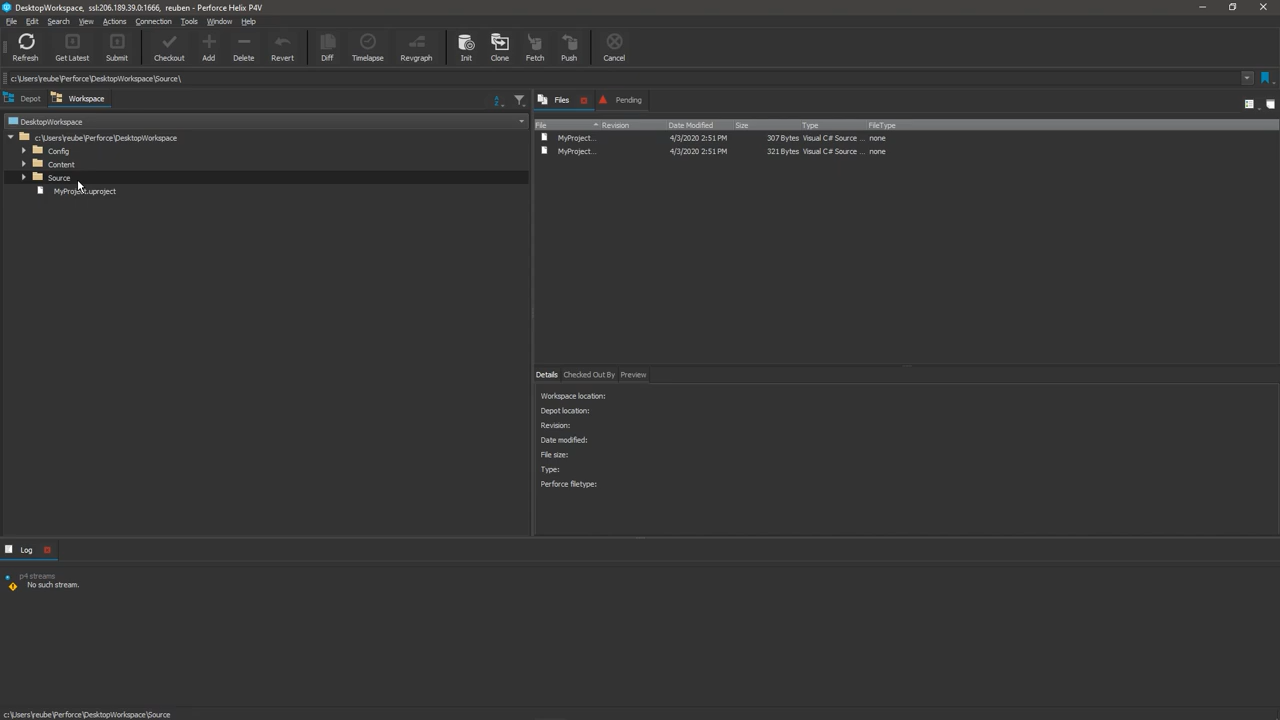 DesktopWorkspace, ssl:206.189.39.0:1666, reuben - Perforce Helix P4V
File Edit Search View Actions Connection Tools Window Help
Refresh Get Latest Submit Checkout Add Delete Revert Diff Timelapse Revgraph Init Clone Fetch Push Cancel
c:\Users\reube\Perforce\DesktopWorkspace\Source\
Depot Workspace
DesktopWorkspace
c:\Users\reube\Perforce\DesktopWorkspace
Config
Content
Source
MyProject.uproject
Files Pending
File Revision Date Modified Size Type FileType
MyProject... 4/3/2020 2:51 PM 307 Bytes Visual C# Source ... none
MyProject... 4/3/2020 2:51 PM 321 Bytes Visual C# Source ... none
Details Checked Out By Preview
Workspace location:
Depot location:
Revision:
Date modified:
File size:
Type:
Perforce filetype:
Log
p4 streams
No such stream.
c:\Users\reube\Perforce\DesktopWorkspace\Source